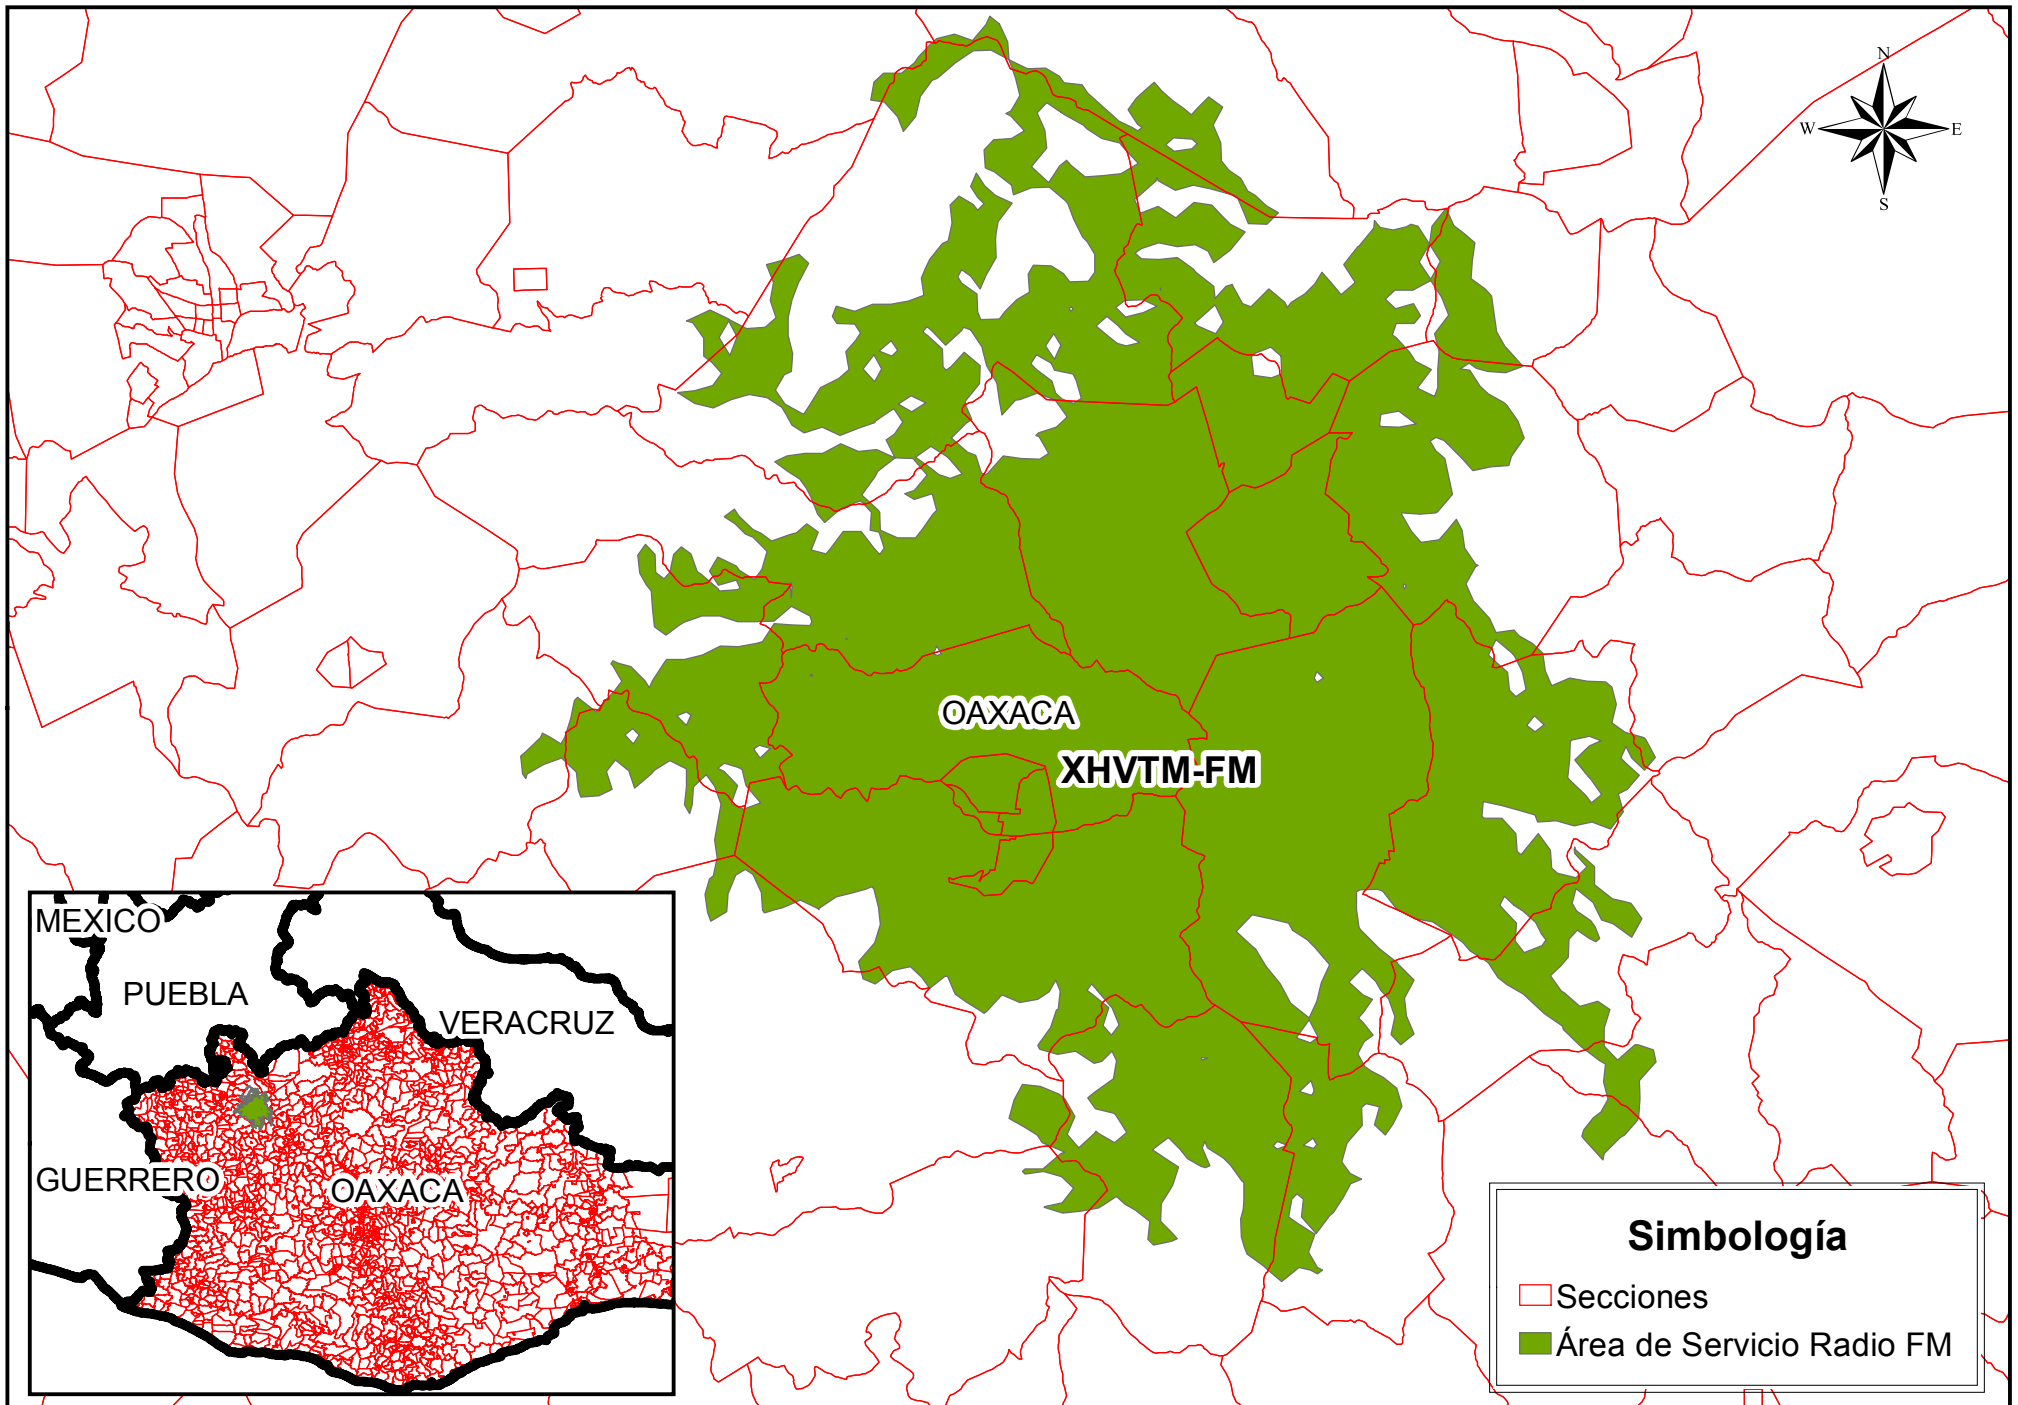 N
W E
S
OAXACA
XHVTM-FM
MEXICO
PUEBLA
VERACRUZ
GUERRERO
OAXACA
Simbología
Secciones
Área de Servicio Radio FM